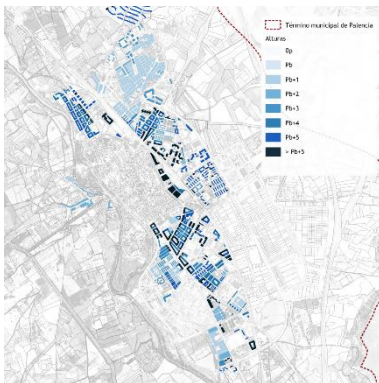 Término municipal de Palencia
Alturas
Bp
Pb
Pb+1
Pb+2
Pb+3
Pb+4
Pb+5
> Pb+5